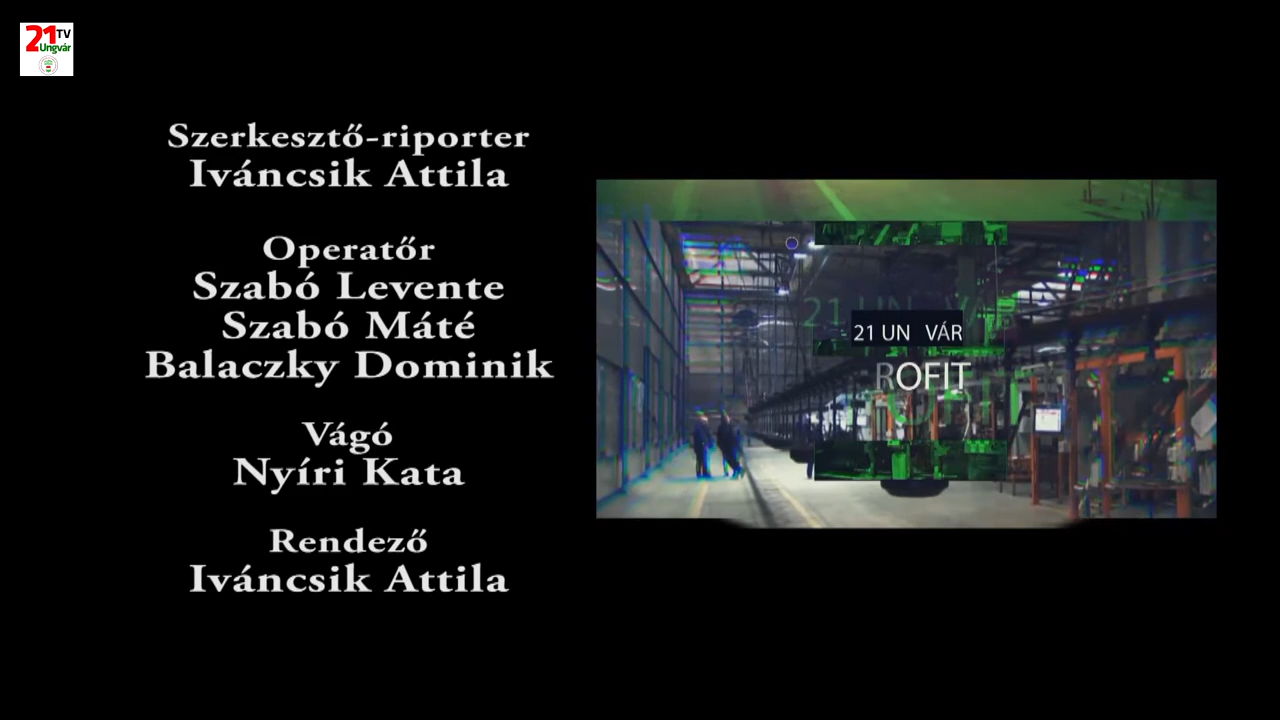 21 TV
Ungvár
Szerkesztő-riporter
Iváncsik Attila
Operatőr
Szabó Levente
Szabó Máté
Balaczky Dominik
Vágó
Nyíri Kata
Rendező
Iváncsik Attila
21 UN VÁR
ROFIT